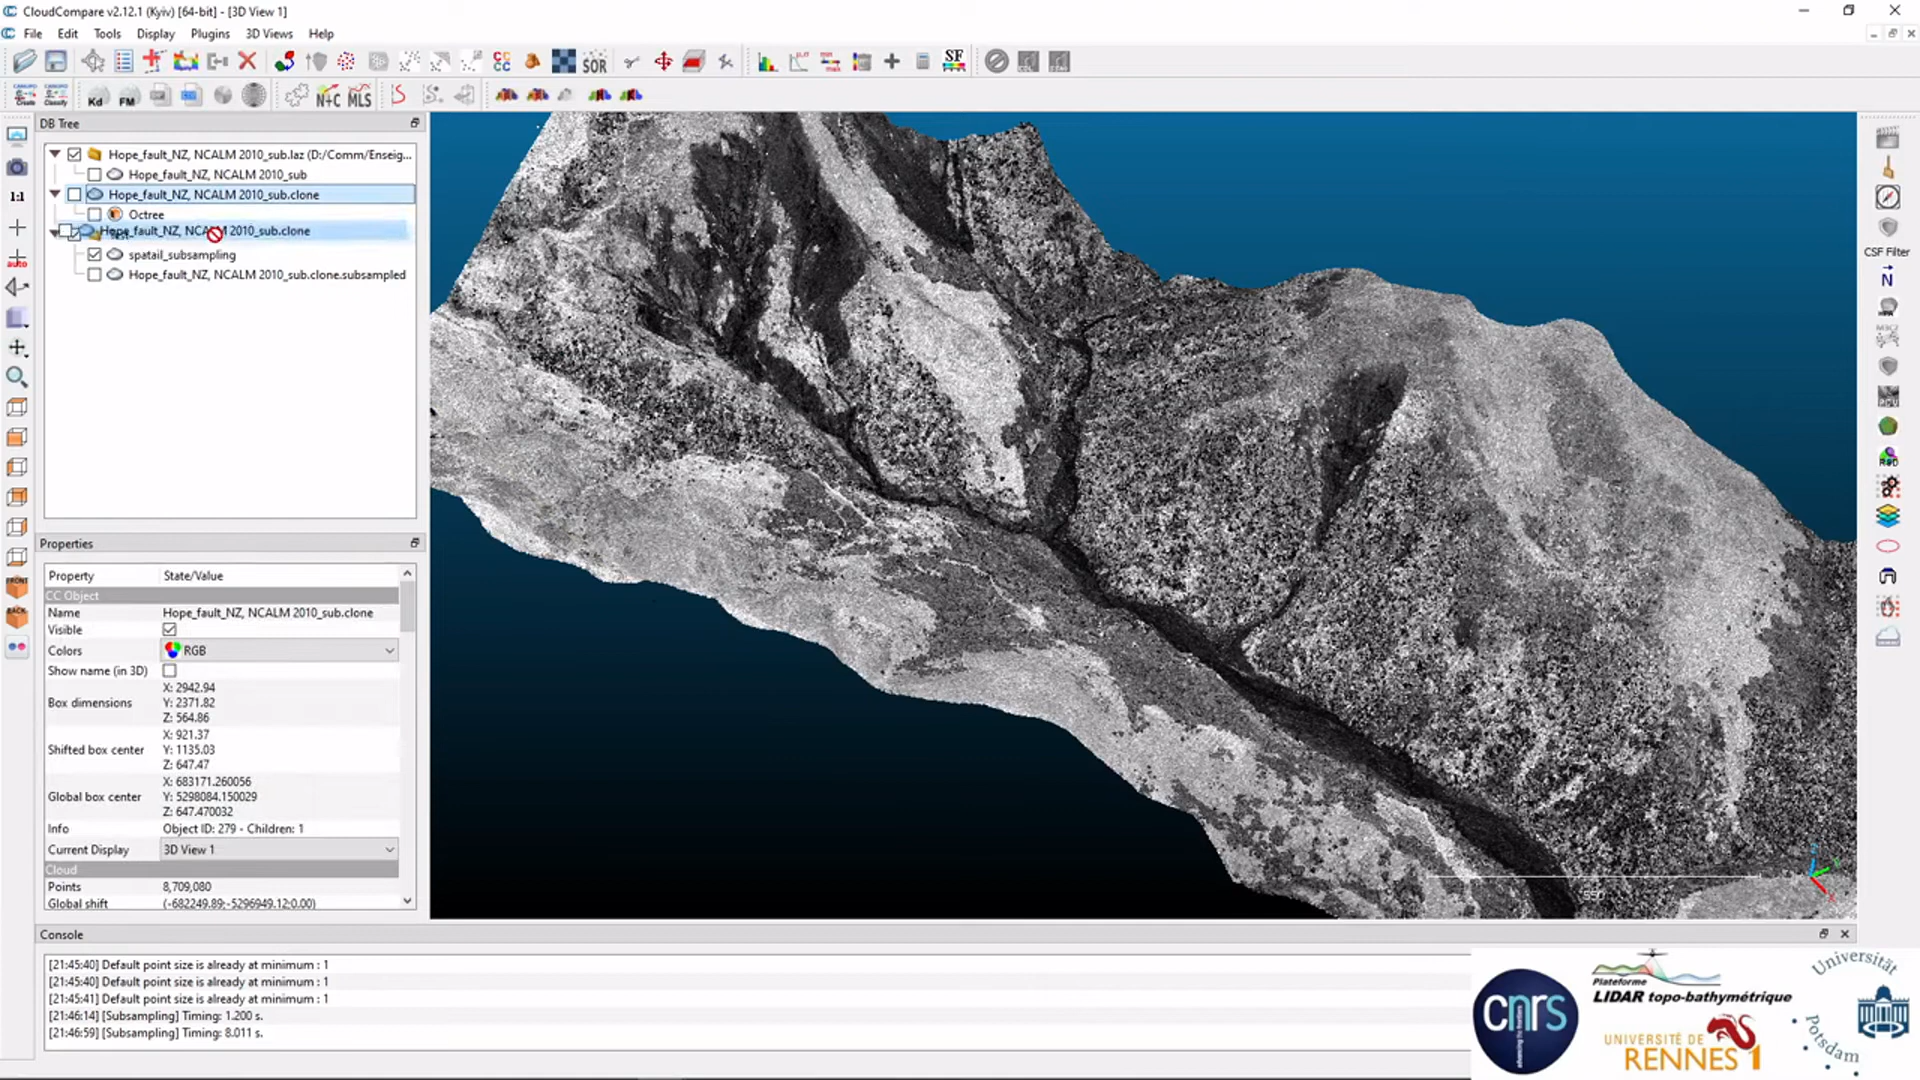 CloudCompare v2.12.1 (Kyiv) [64-bit] - [3D View 1]
File Edit Tools Display Plugins 3D Views Help
SOR
SF
Kd FM N+C MLS
DB Tree
Hope_fault_NZ, NCALM 2010_sub.laz (D:/Comm/Enseig...
Hope_fault_NZ, NCALM 2010_sub
Hope_fault_NZ, NCALM 2010_sub.clone
Octree
Hope_fault_NZ, NCALM 2010_sub.clone
spatail_subsampling
Hope_fault_NZ, NCALM 2010_sub.clone.subsampled
1:1
auto
FRONT
BACK
CSF Filter
N
Properties
Property State/Value
CC Object
Name Hope_fault_NZ, NCALM 2010_sub.clone
Visible
Colors RGB
Show name (in 3D)
Box dimensions X: 2942.94
Y: 2371.82
Z: 564.86
Shifted box center X: 921.37
Y: 1135.03
Z: 647.47
Global box center X: 683171.260056
Y: 5298084.150029
Z: 647.470032
Info Object ID: 279 - Children: 1
Current Display 3D View 1
Cloud
Points 8,709,080
Global shift (-682249.89;-5296949.12;0.00)
550
Console
[21:45:40] Default point size is already at minimum : 1
[21:45:40] Default point size is already at minimum : 1
[21:45:41] Default point size is already at minimum : 1
[21:46:14] [Subsampling] Timing: 1.200 s.
[21:46:59] [Subsampling] Timing: 8.011 s.
cnrs
Plateforme
LIDAR topo-bathymétrique
UNIVERSITÉ DE
RENNES 1
Universität
Potsdam